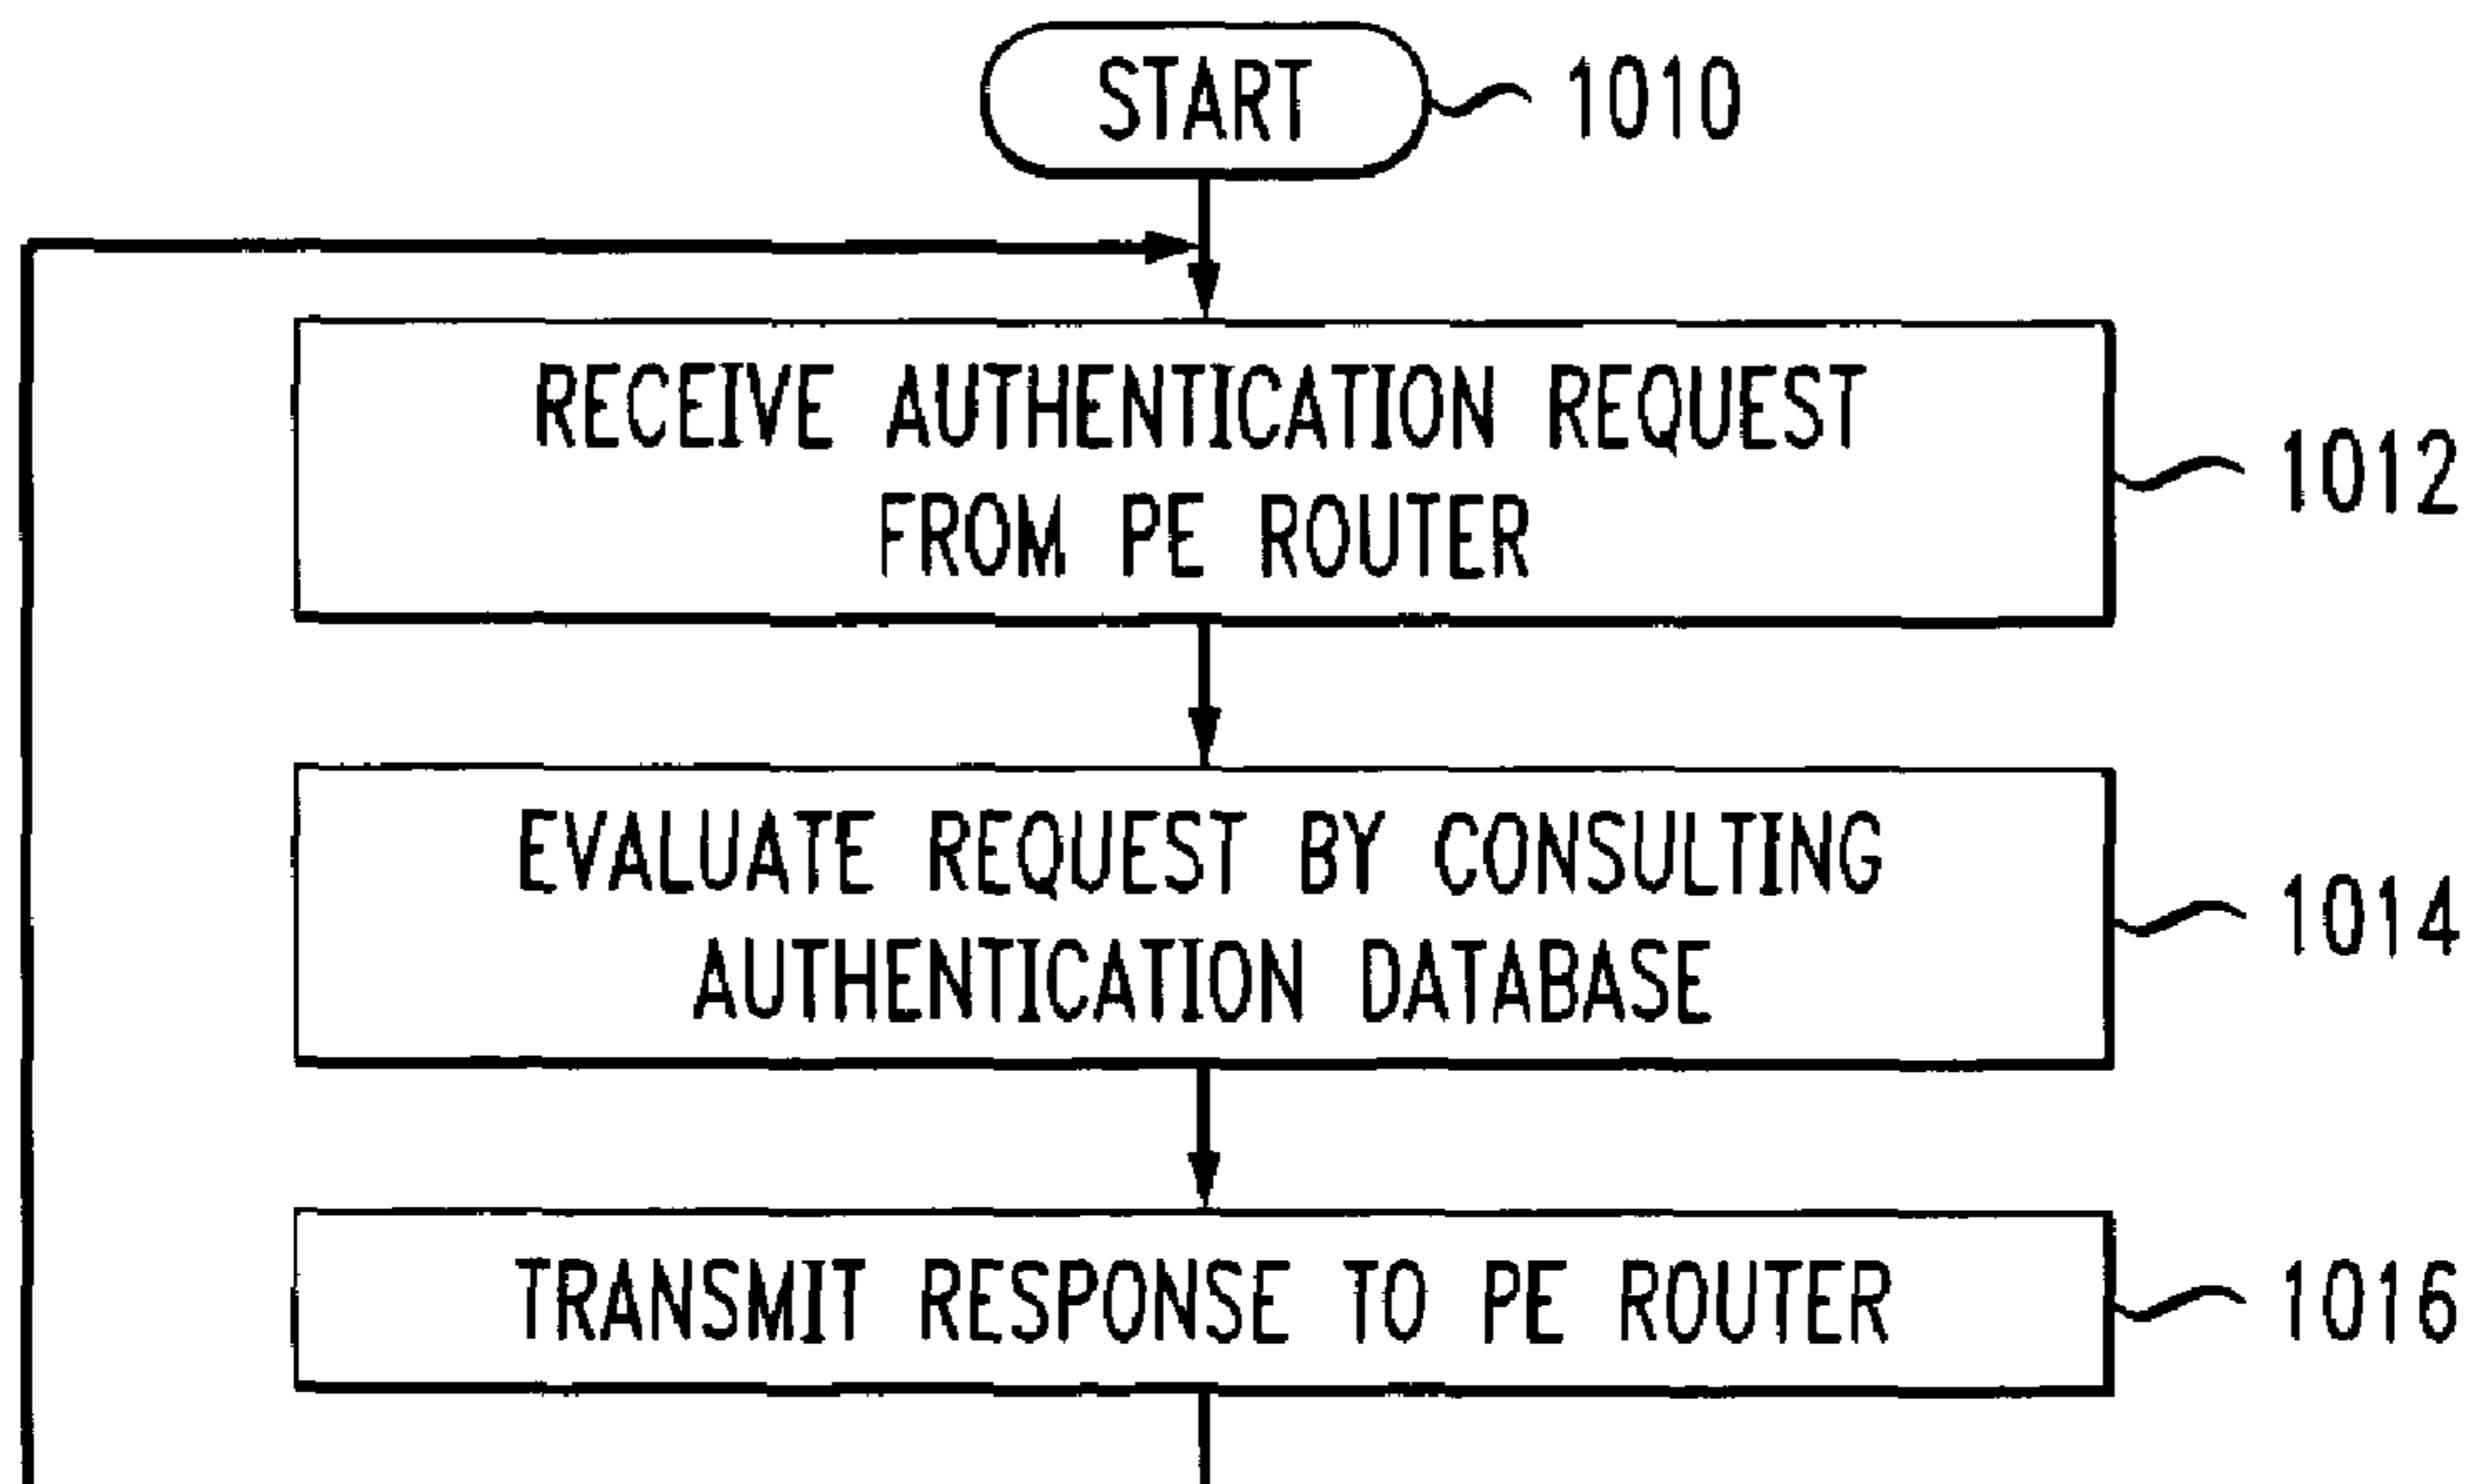 START
1010
RECEIVE AUTHENTICATION REQUEST
FROM PE ROUTER
1012
EVALUATE REQUEST BY CONSULTING
AUTHENTICATION DATABASE
1014
TRANSMIT RESPONSE TO PE ROUTER
1016